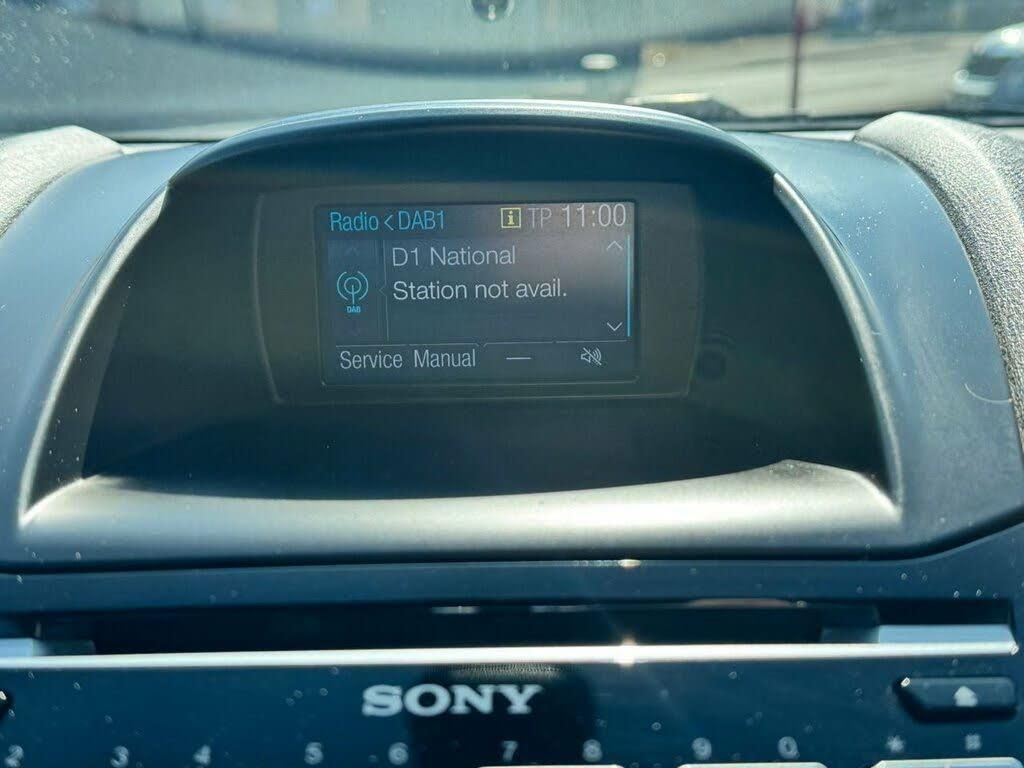 Radio < DAB1 i TP 11:00
D1 National
Station not avail.
DAB
Service Manual —
SONY
2 3 4 5 6 7 8 9 0 * #